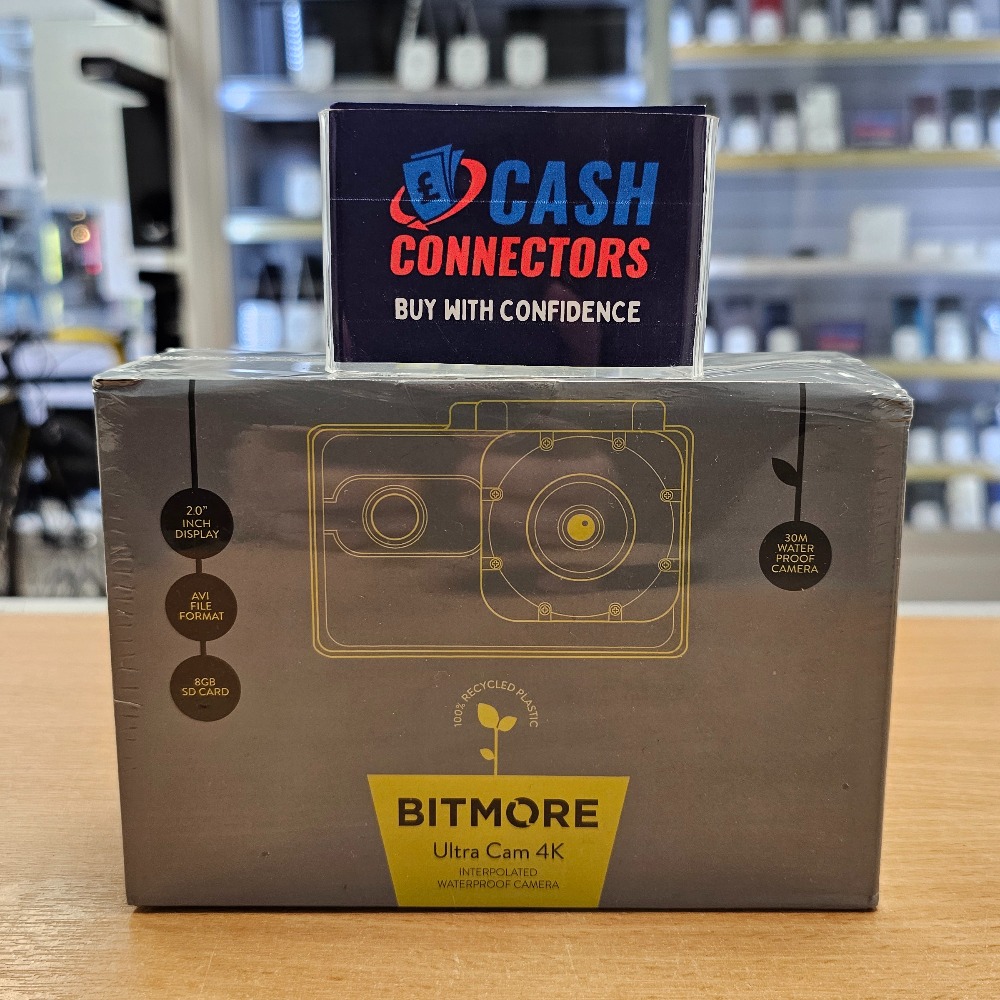 £
CASH
CONNECTORS
BUY WITH CONFIDENCE
2.0"
INCH
DISPLAY
AVI
FILE
FORMAT
8GB
SD CARD
30M
WATER
PROOF
CAMERA
100% RECYCLED PLASTIC
BITMORE
Ultra Cam 4K
INTERPOLATED
WATERPROOF CAMERA